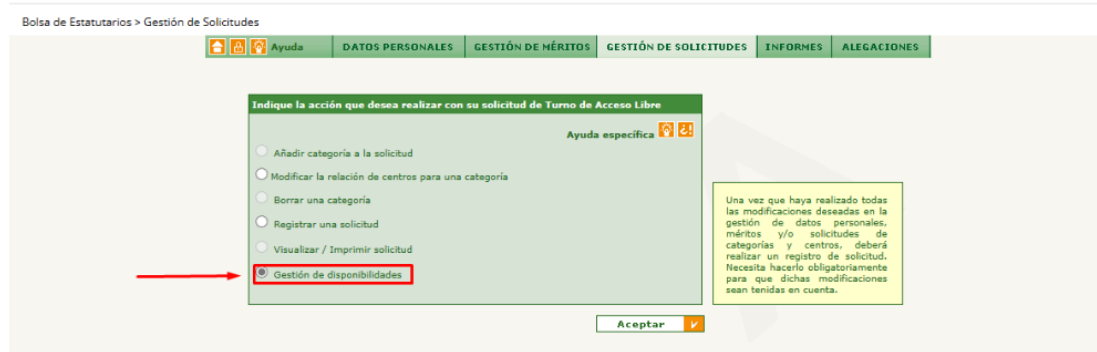 Bolsa de Estatutarios > Gestión de Solicitudes
Ayuda DATOS PERSONALES GESTIÓN DE MÉRITOS GESTIÓN DE SOLICITUDES INFORMES ALEGACIONES
Indique la acción que desea realizar con su solicitud de Turno de Acceso Libre
Ayuda específica
Añadir categoría a la solicitud
Modificar la relación de centros para una categoría
Borrar una categoría
Registrar una solicitud
Visualizar / Imprimir solicitud
Gestión de disponibilidades
Una vez que haya realizado todas
las modificaciones deseadas en la
gestión de datos personales,
méritos y/o solicitudes de
categorías y centros, deberá
realizar un registro de solicitud.
Necesita hacerlo obligatoriamente
para que dichas modificaciones
sean tenidas en cuenta.
Aceptar